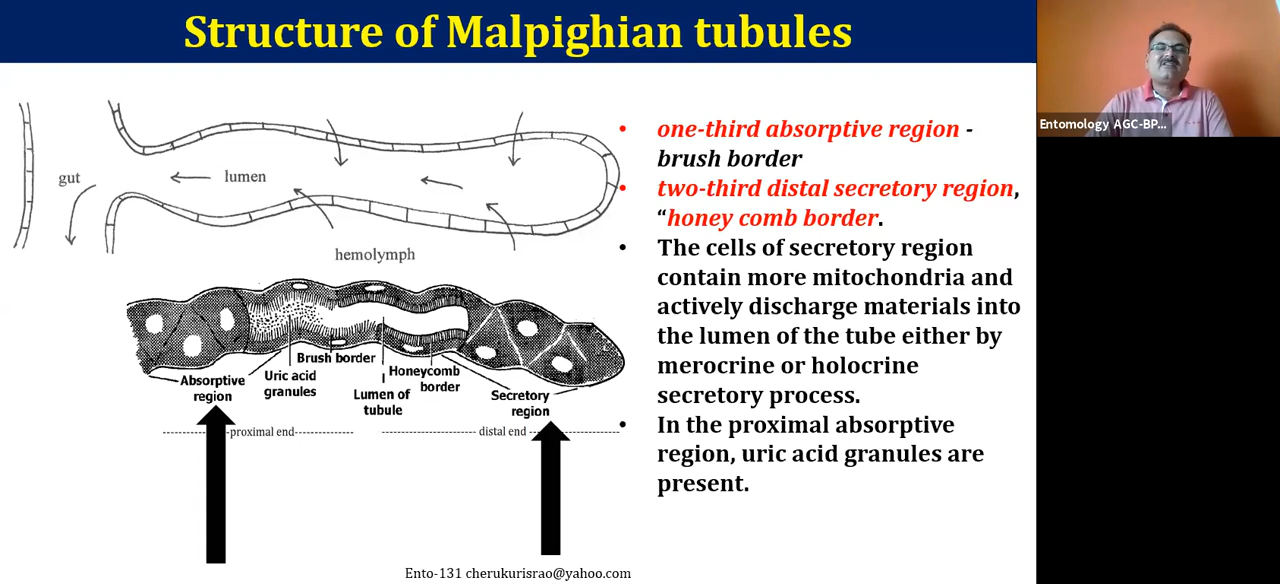 Structure of Malpighian tubules
Entomology AGC-BP...
gut
lumen
hemolymph
Absorptive
region
Uric acid
granules
Brush border
Lumen of
tubule
Honeycomb
border
Secretory
region
proximal end
distal end
• one-third absorptive region -
brush border
• two-third distal secretory region,
“honey comb border.
• The cells of secretory region
contain more mitochondria and
actively discharge materials into
the lumen of the tube either by
merocrine or holocrine
secretory process.
• In the proximal absorptive
region, uric acid granules are
present.
Ento-131 cherukurisrao@yahoo.com